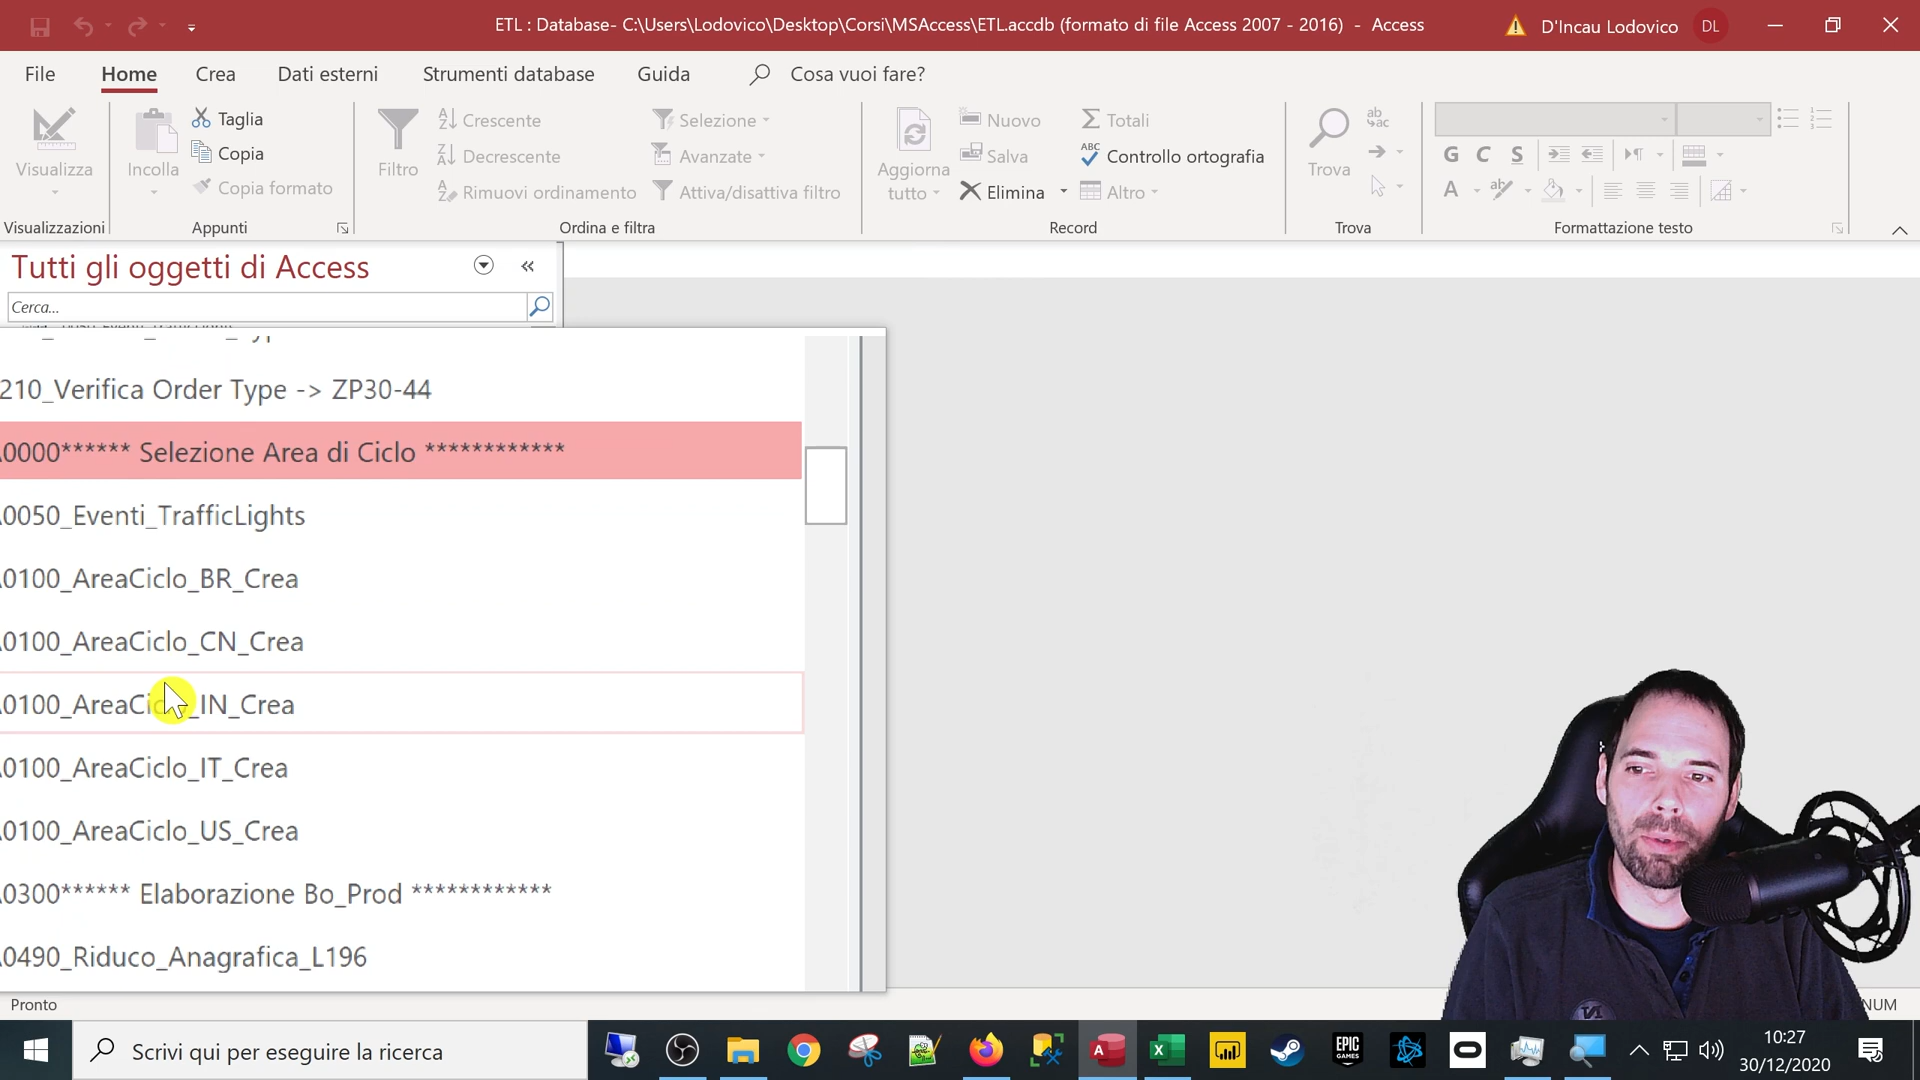 ETL : Database- C:\Users\Lodovico\Desktop\Corsi\MSAccess\ETL.accdb (formato di file Access 2007 - 2016) - Access
D'Incau Lodovico
DL
File
Home
Crea
Dati esterni
Strumenti database
Guida
Cosa vuoi fare?
Visualizza
Incolla
Taglia
Copia
Copia formato
Filtro
Crescente
Decrescente
Rimuovi ordinamento
Selezione
Avanzate
Attiva/disattiva filtro
Aggiorna
tutto
Nuovo
Salva
Elimina
Totali
Controllo ortografia
Altro
Trova
G C S
A
Visualizzazioni
Appunti
Ordina e filtra
Record
Trova
Formattazione testo
Tutti gli oggetti di Access
Cerca...
210_Verifica Order Type -> ZP30-44
0000****** Selezione Area di Ciclo ************
0050_Eventi_TrafficLights
0100_AreaCiclo_BR_Crea
0100_AreaCiclo_CN_Crea
0100_AreaCiclo_IN_Crea
0100_AreaCiclo_IT_Crea
0100_AreaCiclo_US_Crea
0300****** Elaborazione Bo_Prod ************
0490_Riduco_Anagrafica_L196
Pronto
NUM
Scrivi qui per eseguire la ricerca
EPIC
GAMES
10:27
30/12/2020